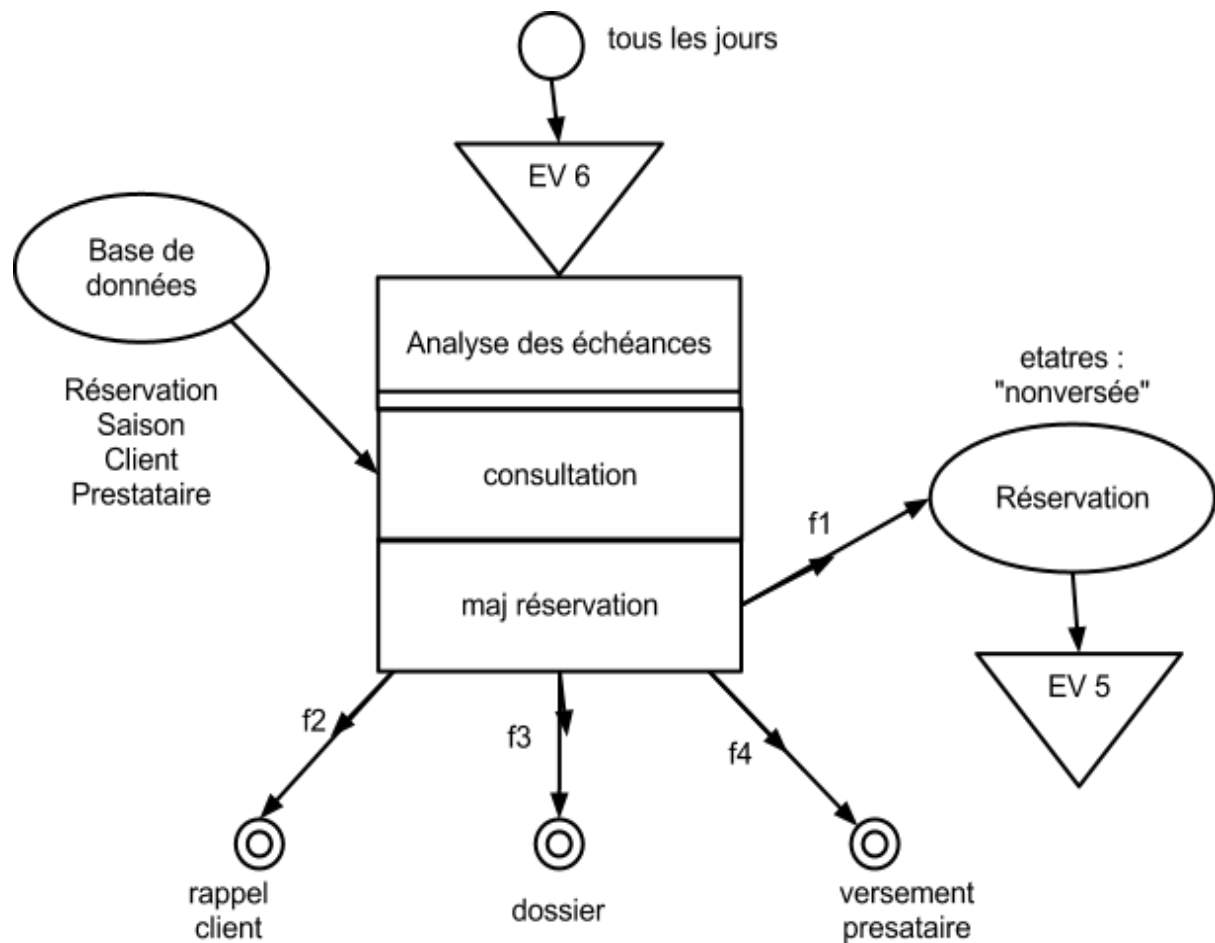 tous les jours
EV 6
Base de
données
Réservation
Saison
Client
Prestataire
Analyse des échéances
consultation
maj réservation
etatres :
"nonversée"
Réservation
f1
EV 5
f2
f3
f4
rappel
client
dossier
versement
presataire